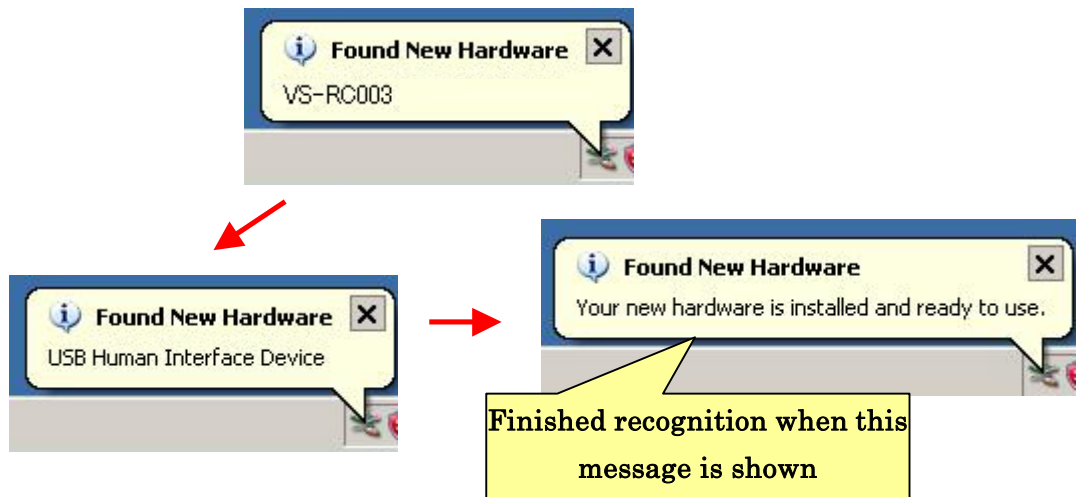 Found New Hardware
VS-RC003
Found New Hardware
USB Human Interface Device
Found New Hardware
Your new hardware is installed and ready to use.
Finished recognition when this
message is shown